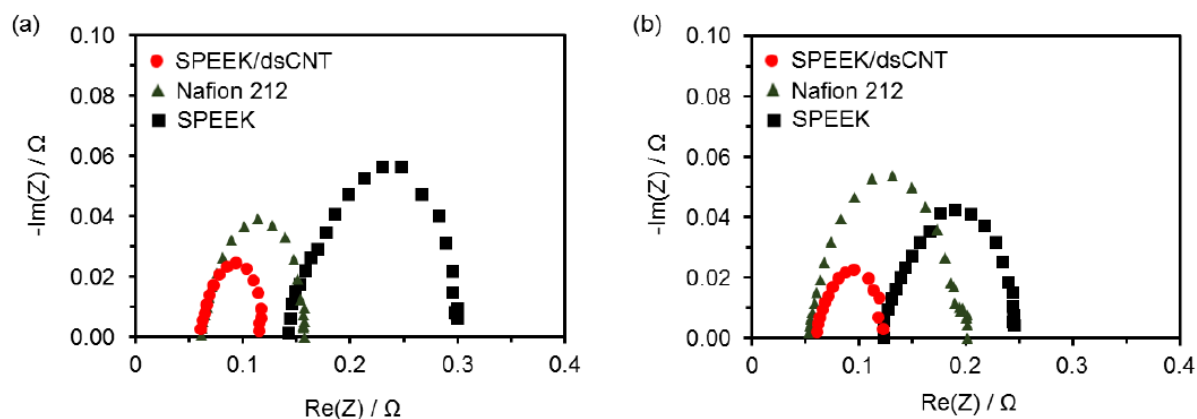 (a)
0.10
0.08
0.06
0.04
0.02
0.00
-Im(Z) / Ω
SPEEK/dsCNT
Nafion 212
SPEEK
0 0.1 0.2 0.3 0.4
Re(Z) / Ω
(b)
0.10
0.08
0.06
0.04
0.02
0.00
-Im(Z) / Ω
SPEEK/dsCNT
Nafion 212
SPEEK
0 0.1 0.2 0.3 0.4
Re(Z) / Ω